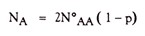 N_A = 2N°_AA (1 - p)